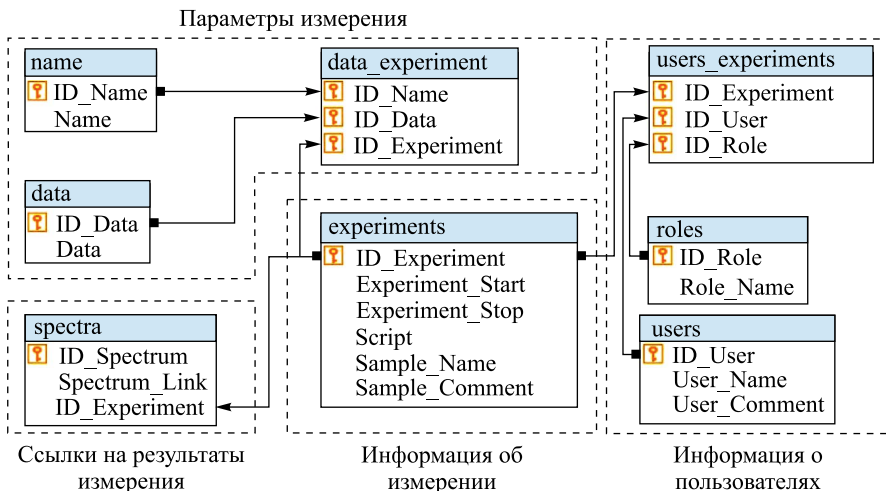 Параметры измерения
name
ID_Name
Name
data
ID_Data
Data
data_experiment
ID_Name
ID_Data
ID_Experiment
users_experiments
ID_Experiment
ID_User
ID_Role
experiments
ID_Experiment
Experiment_Start
Experiment_Stop
Script
Sample_Name
Sample_Comment
roles
ID_Role
Role_Name
spectra
ID_Spectrum
Spectrum_Link
ID_Experiment
users
ID_User
User_Name
User_Comment
Ссылки на результаты
измерения
Информация об
измерении
Информация о
пользователях